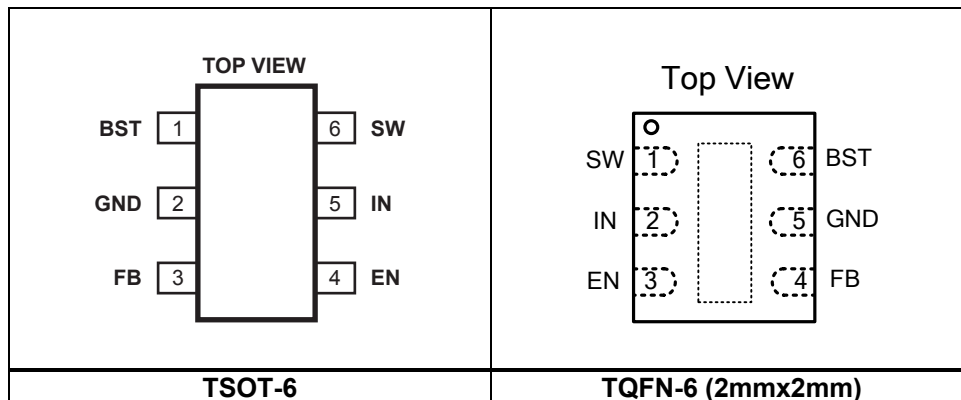 TOP VIEW
BST 1 6 SW
GND 2 5 IN
FB 3 4 EN
TSOT-6
Top View
SW 1 6 BST
IN 2 5 GND
EN 3 4 FB
TQFN-6 (2mmx2mm)